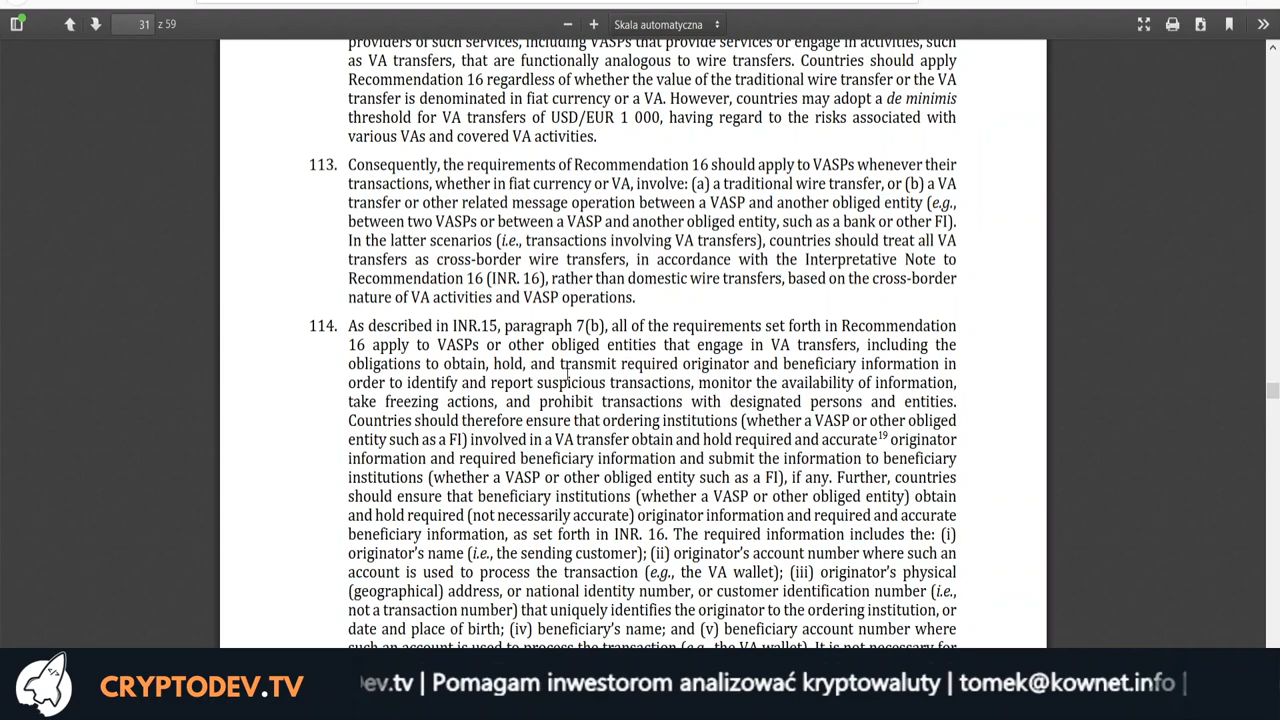 31 z 59
Skala automatyczna
providers of such services, including VASPs that provide services or engage in activities, such
as VA transfers, that are functionally analogous to wire transfers. Countries should apply
Recommendation 16 regardless of whether the value of the traditional wire transfer or the VA
transfer is denominated in fiat currency or a VA. However, countries may adopt a de minimis
threshold for VA transfers of USD/EUR 1 000, having regard to the risks associated with
various VAs and covered VA activities.
113. Consequently, the requirements of Recommendation 16 should apply to VASPs whenever their
transactions, whether in fiat currency or VA, involve: (a) a traditional wire transfer, or (b) a VA
transfer or other related message operation between a VASP and another obliged entity (e.g.,
between two VASPs or between a VASP and another obliged entity, such as a bank or other FI).
In the latter scenarios (i.e., transactions involving VA transfers), countries should treat all VA
transfers as cross-border wire transfers, in accordance with the Interpretative Note to
Recommendation 16 (INR. 16), rather than domestic wire transfers, based on the cross-border
nature of VA activities and VASP operations.
114. As described in INR.15, paragraph 7(b), all of the requirements set forth in Recommendation
16 apply to VASPs or other obliged entities that engage in VA transfers, including the
obligations to obtain, hold, and transmit required originator and beneficiary information in
order to identify and report suspicious transactions, monitor the availability of information,
take freezing actions, and prohibit transactions with designated persons and entities.
Countries should therefore ensure that ordering institutions (whether a VASP or other obliged
entity such as a FI) involved in a VA transfer obtain and hold required and accurate19 originator
information and required beneficiary information and submit the information to beneficiary
institutions (whether a VASP or other obliged entity such as a FI), if any. Further, countries
should ensure that beneficiary institutions (whether a VASP or other obliged entity) obtain
and hold required (not necessarily accurate) originator information and required and accurate
beneficiary information, as set forth in INR. 16. The required information includes the: (i)
originator's name (i.e., the sending customer); (ii) originator's account number where such an
account is used to process the transaction (e.g., the VA wallet); (iii) originator's physical
(geographical) address, or national identity number, or customer identification number (i.e.,
not a transaction number) that uniquely identifies the originator to the ordering institution, or
date and place of birth; (iv) beneficiary's name; and (v) beneficiary account number where
such an account is used to process the transaction (e.g., the VA wallet). It is not necessary for
CRYPTODEV.TV
Dev.tv | Pomagam inwestorom analizować kryptowaluty | tomek@kownet.info |